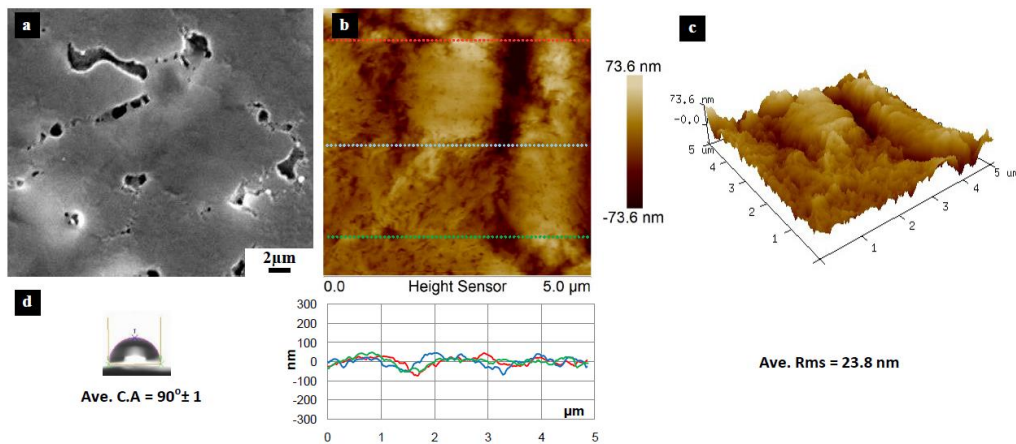 a
2µm
b
73.6 nm
-73.6 nm
0.0 Height Sensor 5.0 µm
c
73.6 nm
-0.0
5 um
4
3
2
1
1
2
3
4
5 um
d
Ave. C.A = 90°± 1
300
200
100
0
-100
-200
-300
nm
µm
0 1 2 3 4 5
Ave. Rms = 23.8 nm